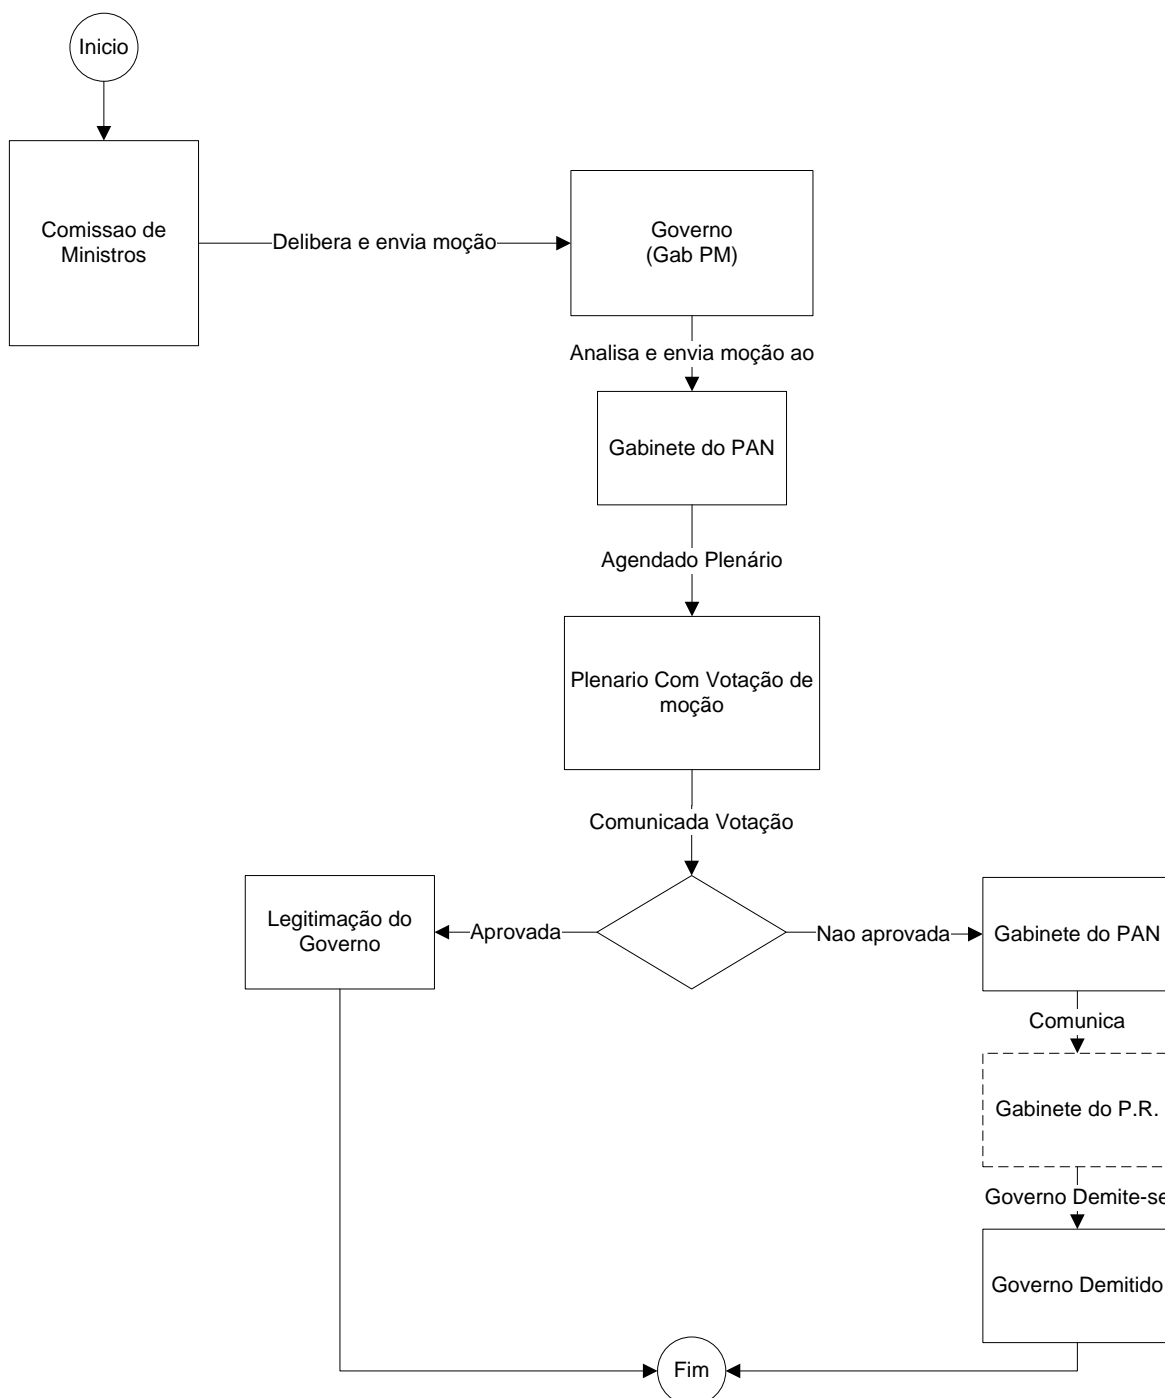 Inicio
Comissao de
Ministros
Delibera e envia moção
Governo
(Gab PM)
Analisa e envia moção ao
Gabinete do PAN
Agendado Plenário
Plenario Com Votação de
moção
Comunicada Votação
Legitimação do
Governo
Aprovada
Nao aprovada
Gabinete do PAN
Comunica
Gabinete do P.R.
Governo Demite-se
Governo Demitido
Fim